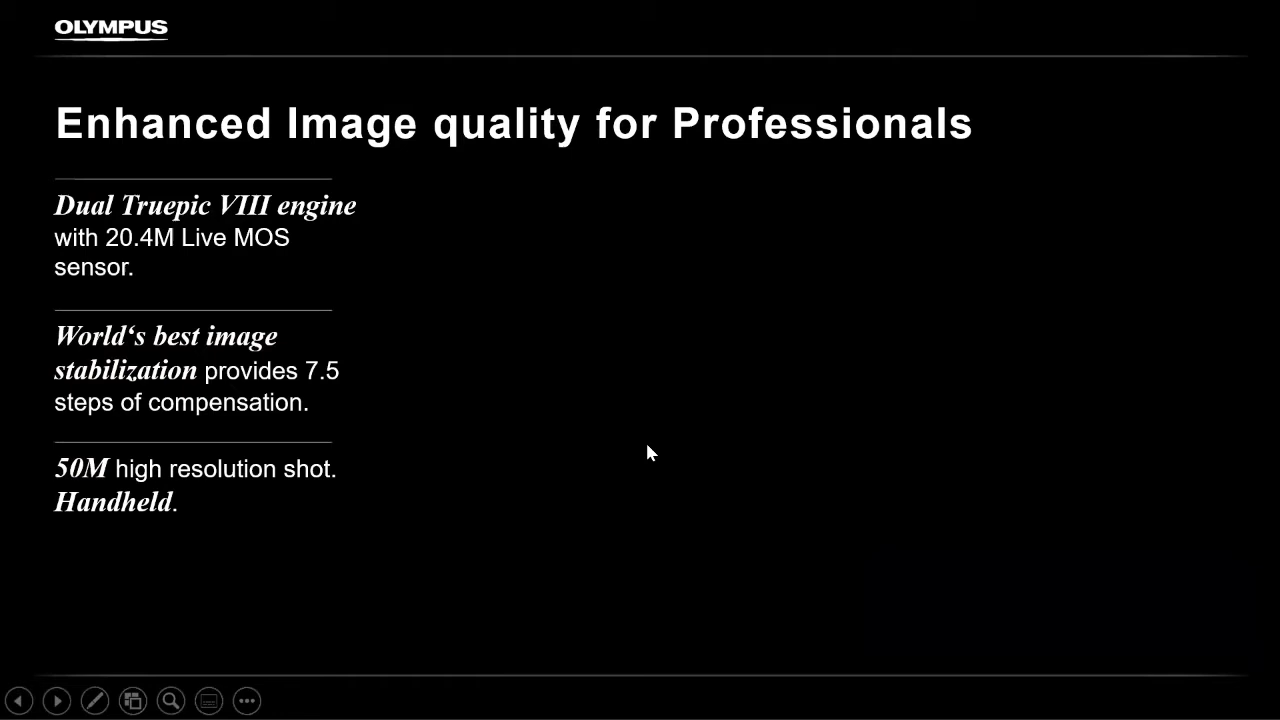 OLYMPUS
Enhanced Image quality for Professionals
Dual Truepic VIII engine
with 20.4M Live MOS
sensor.
World‘s best image
stabilization provides 7.5
steps of compensation.
50M high resolution shot.
Handheld.